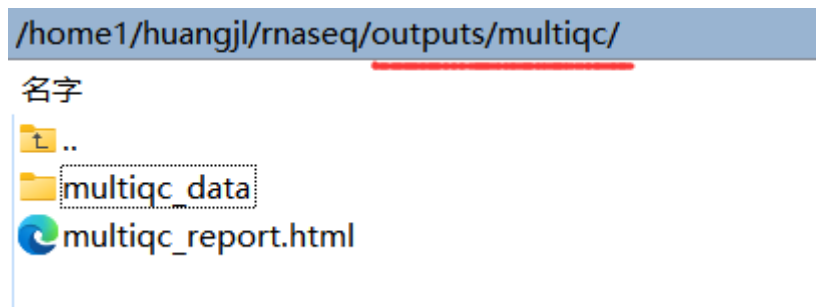 /home1/huangjl/rnaseq/outputs/multiqc/
名字
..
multiqc_data
multiqc_report.html